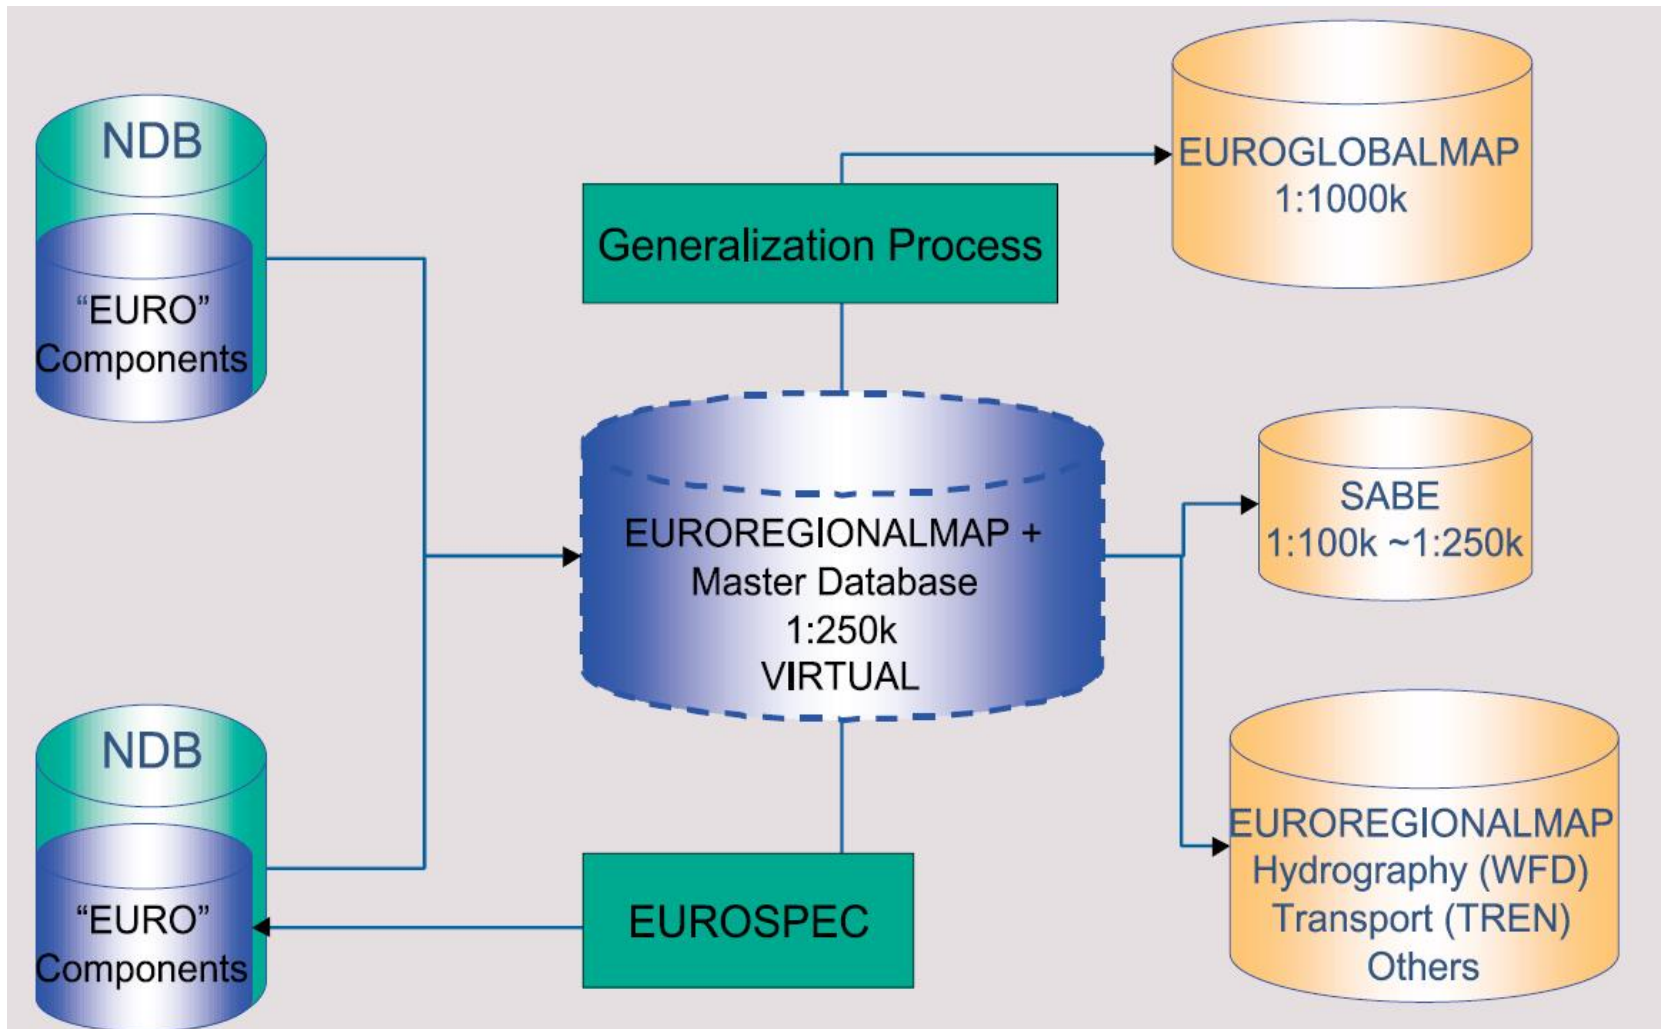 NDB
“EURO”
Components
Generalization Process
EUROGLOBALMAP
1:1000k
EUROREGIONALMAP +
Master Database
1:250k
VIRTUAL
SABE
1:100k ~1:250k
NDB
“EURO”
Components
EUROSPEC
EUROREGIONALMAP
Hydrography (WFD)
Transport (TREN)
Others